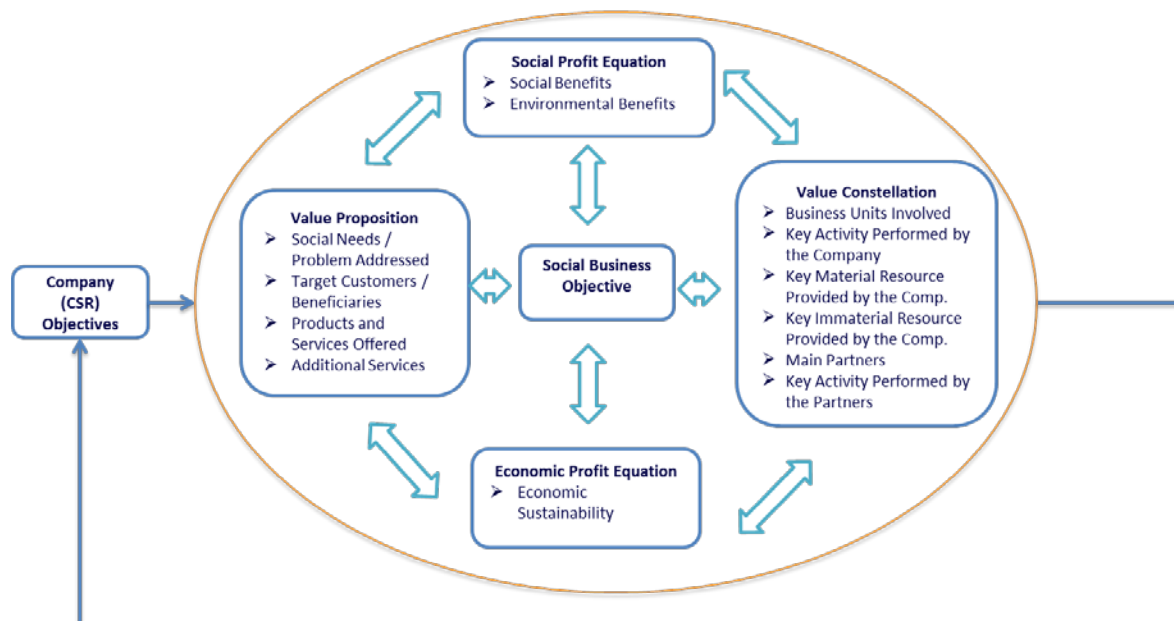 Social Profit Equation
➢ Social Benefits
➢ Environmental Benefits
Value Proposition
➢ Social Needs /
Problem Addressed
➢ Target Customers /
Beneficiaries
➢ Products and
Services Offered
➢ Additional Services
Social Business
Objective
Value Constellation
➢ Business Units Involved
➢ Key Activity Performed by
the Company
➢ Key Material Resource
Provided by the Comp.
➢ Key Immaterial Resource
Provided by the Comp.
➢ Main Partners
➢ Key Activity Performed by
the Partners
Company
(CSR)
Objectives
Economic Profit Equation
➢ Economic
Sustainability